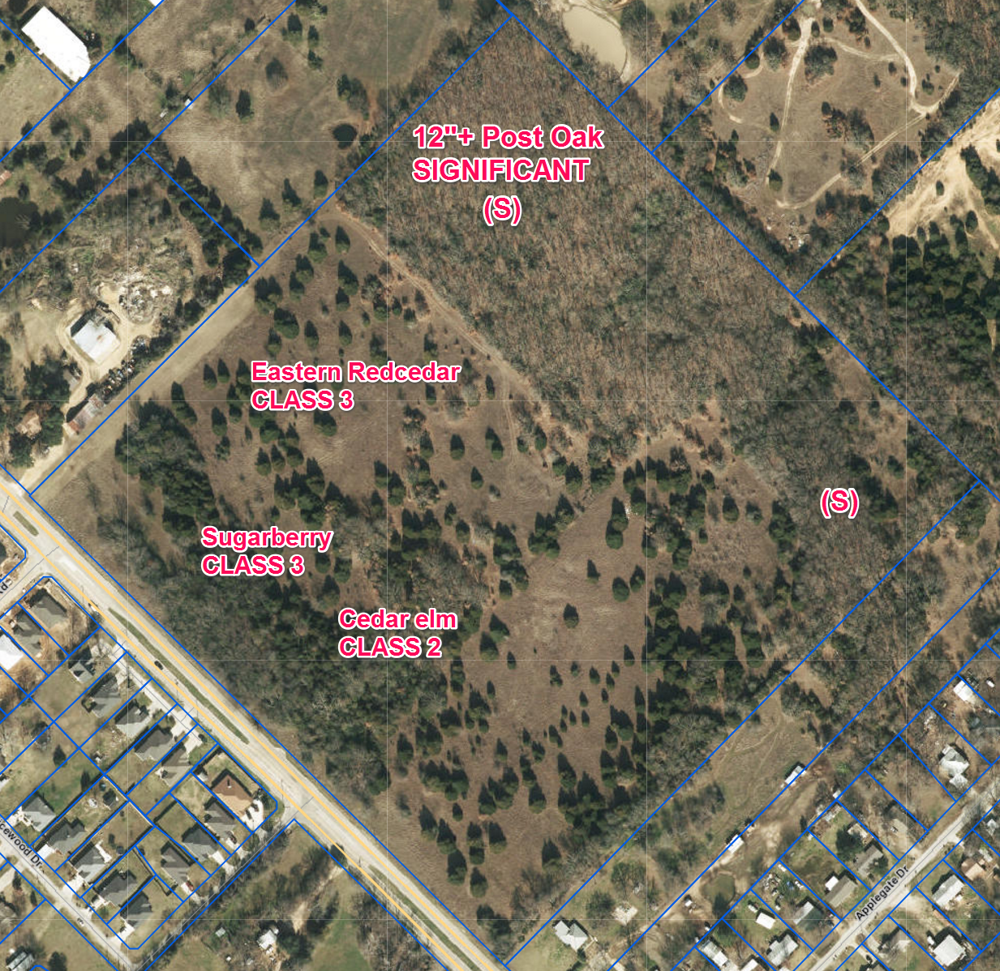 12"+ Post Oak
SIGNIFICANT
(S)
Eastern Redcedar
CLASS 3
(S)
Sugarberry
CLASS 3
Cedar elm
CLASS 2
Applegate Dr